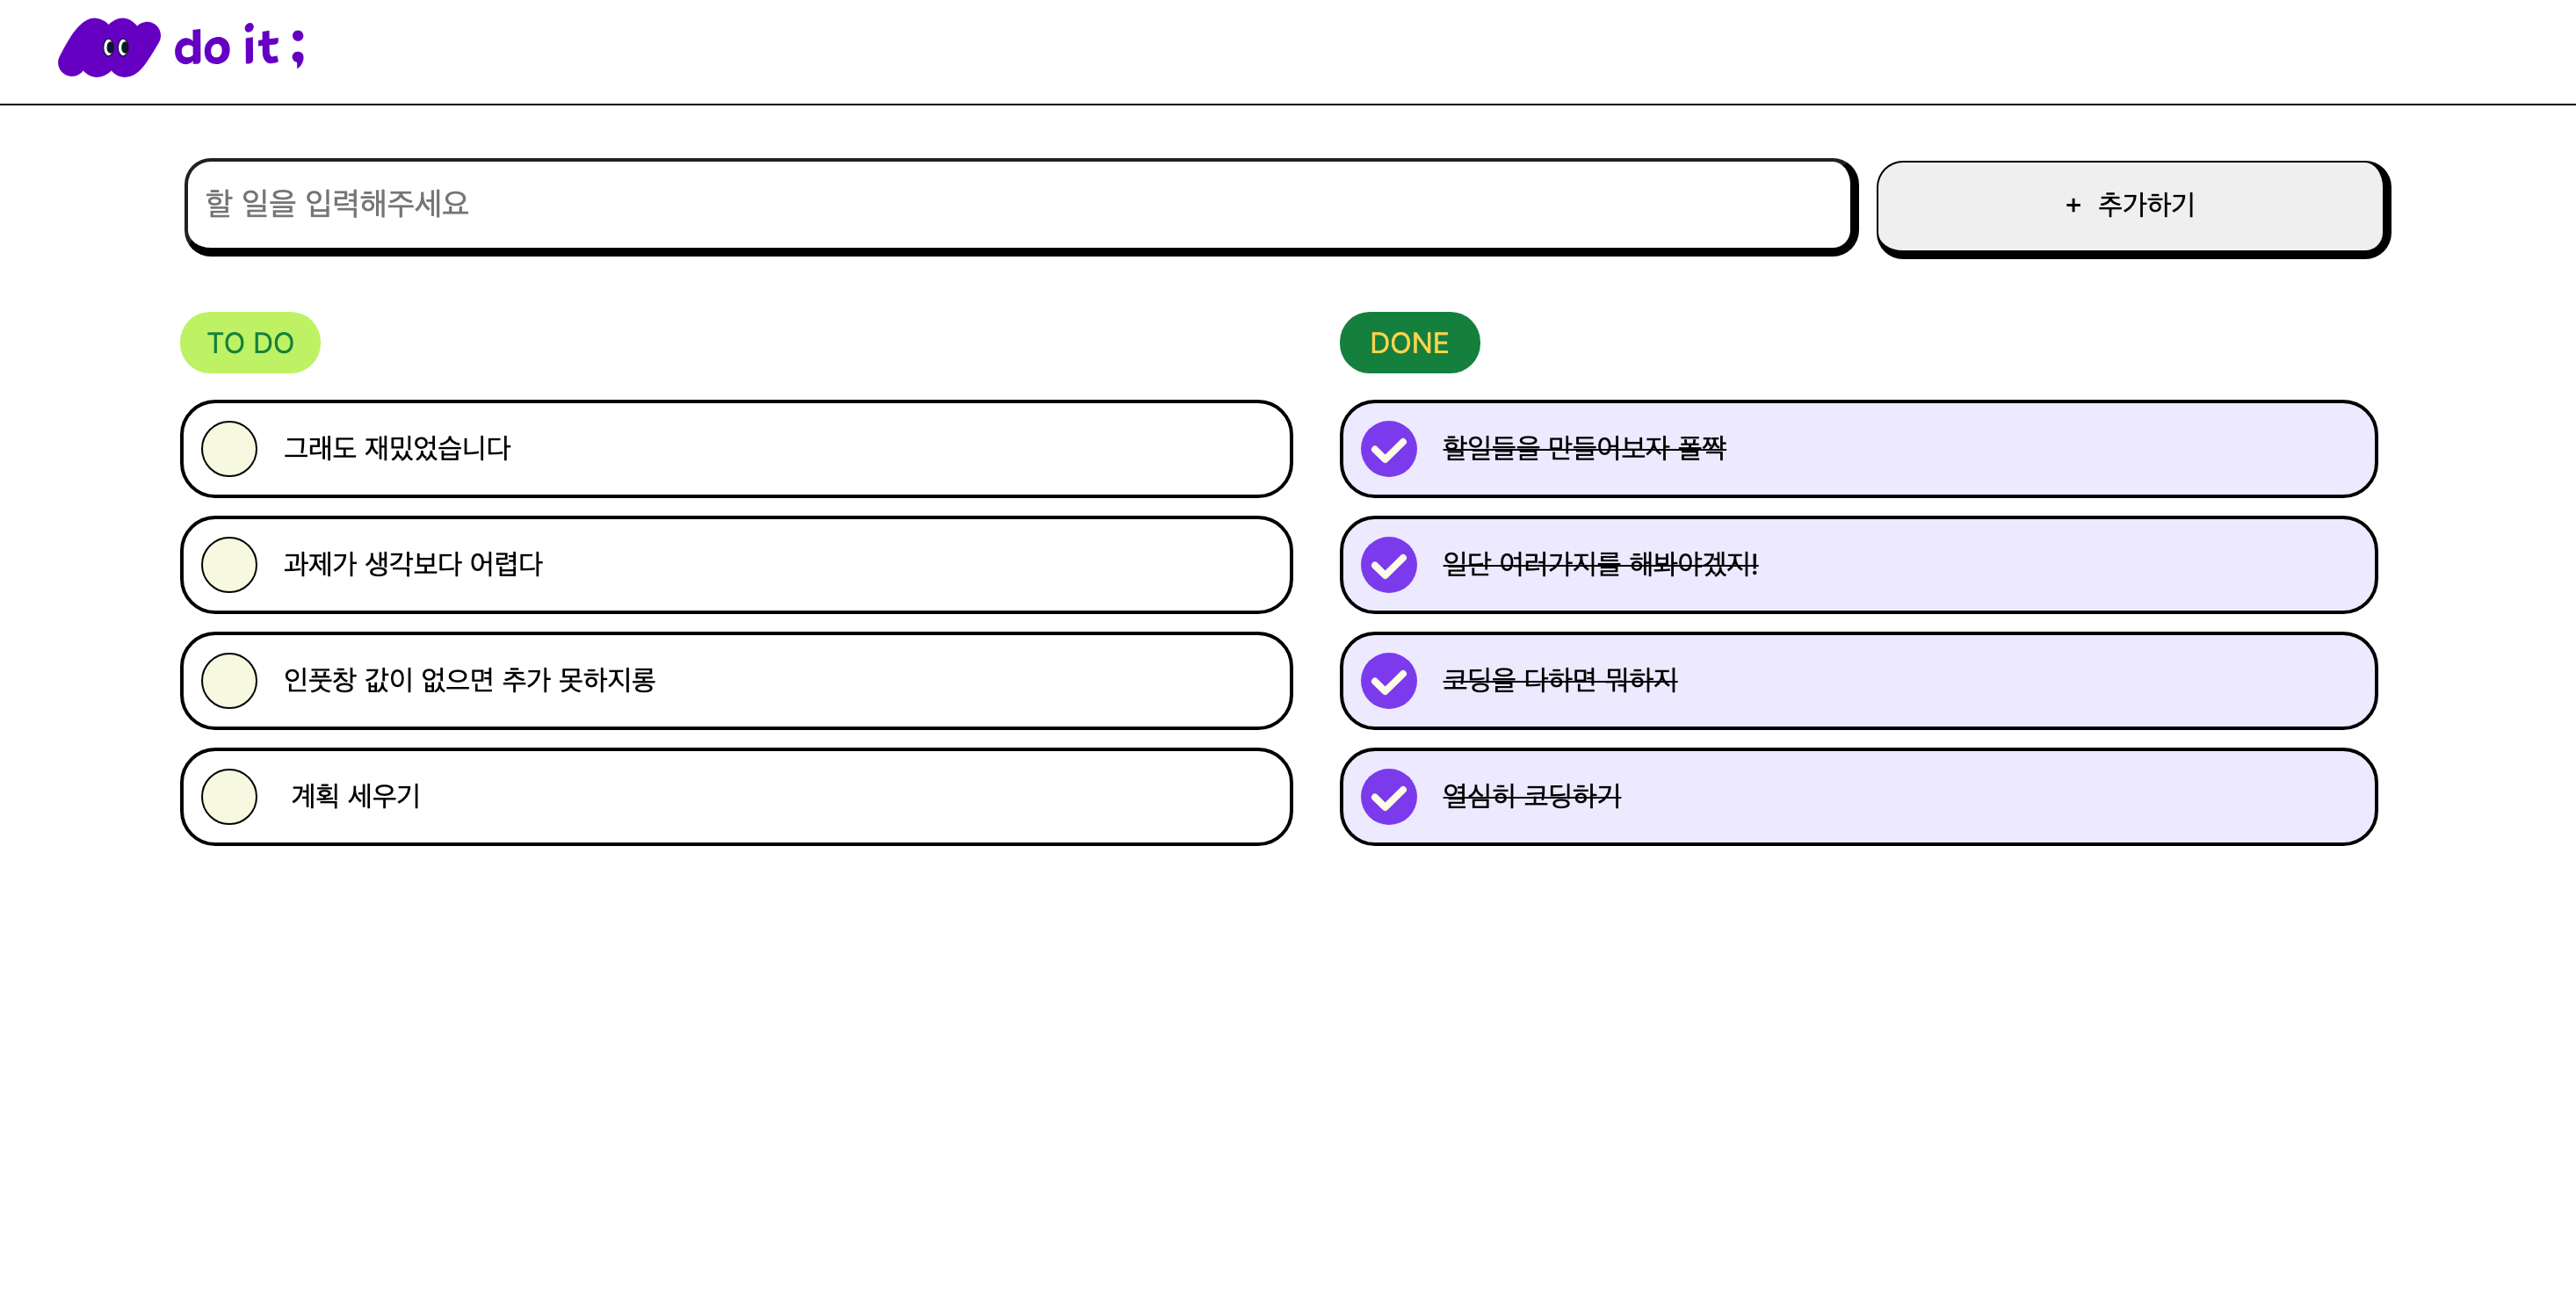 do it ;
할 일을 입력해주세요
+ 추가하기
TO DO
그래도 재밌었습니다
과제가 생각보다 어렵다
인풋창 값이 없으면 추가 못하지롱
계획 세우기
DONE
할일들을 만들어보자 폴짝
일단 여러가지를 해봐야겠지!
코딩을 다하면 뭐하지
열심히 코딩하기